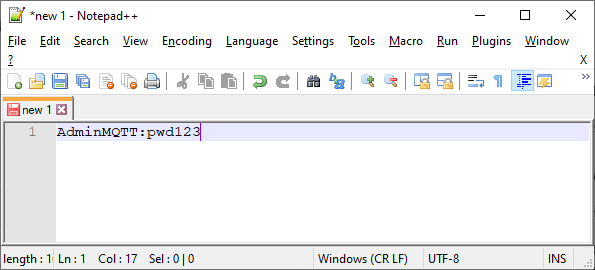 *new 1 - Notepad++
File Edit Search View Encoding Language Settings Tools Macro Run Plugins Window
? X
new 1
1 AdminMQTT:pwd123
length : 1 Ln : 1 Col : 17 Sel : 0 | 0 Windows (CR LF) UTF-8 INS